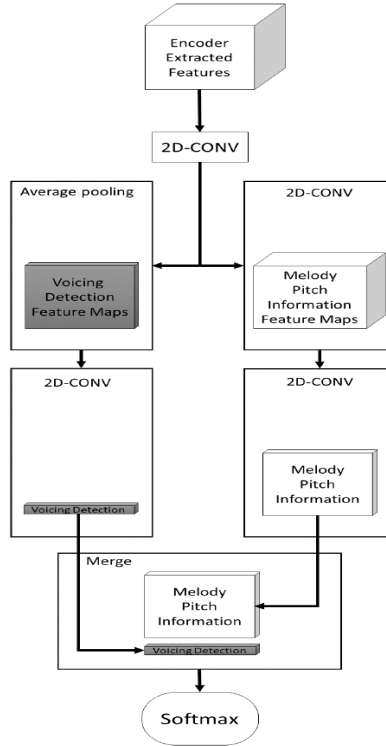 Encoder
Extracted
Features
2D-CONV
Average pooling
Voicing
Detection
Feature Maps
2D-CONV
Melody
Pitch
Information
Feature Maps
2D-CONV
Voicing Detection
2D-CONV
Melody
Pitch
Information
Merge
Melody
Pitch
Information
Voicing Detection
Softmax